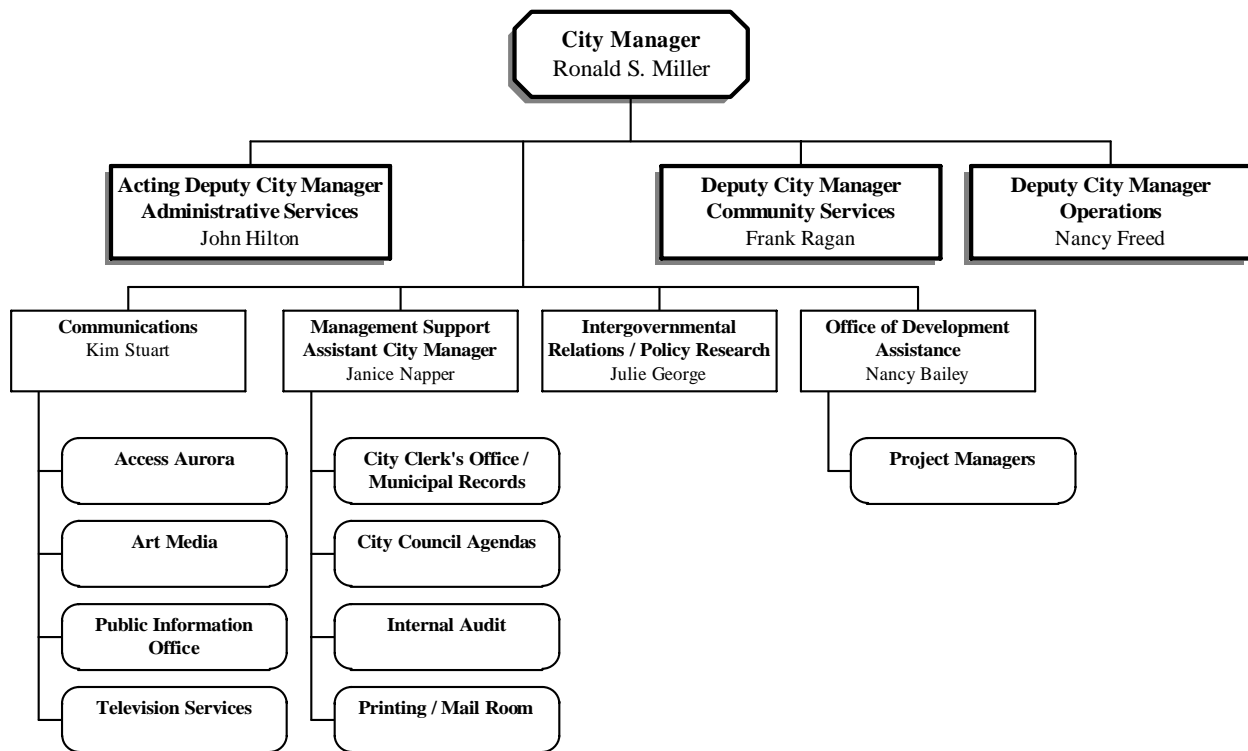 City Manager
Ronald S. Miller
Acting Deputy City Manager
Administrative Services
John Hilton
Deputy City Manager
Community Services
Frank Ragan
Deputy City Manager
Operations
Nancy Freed
Communications
Kim Stuart
Management Support
Assistant City Manager
Janice Napper
Intergovernmental
Relations / Policy Research
Julie George
Office of Development
Assistance
Nancy Bailey
Access Aurora
Art Media
Public Information
Office
Television Services
City Clerk's Office /
Municipal Records
City Council Agendas
Internal Audit
Printing / Mail Room
Project Managers